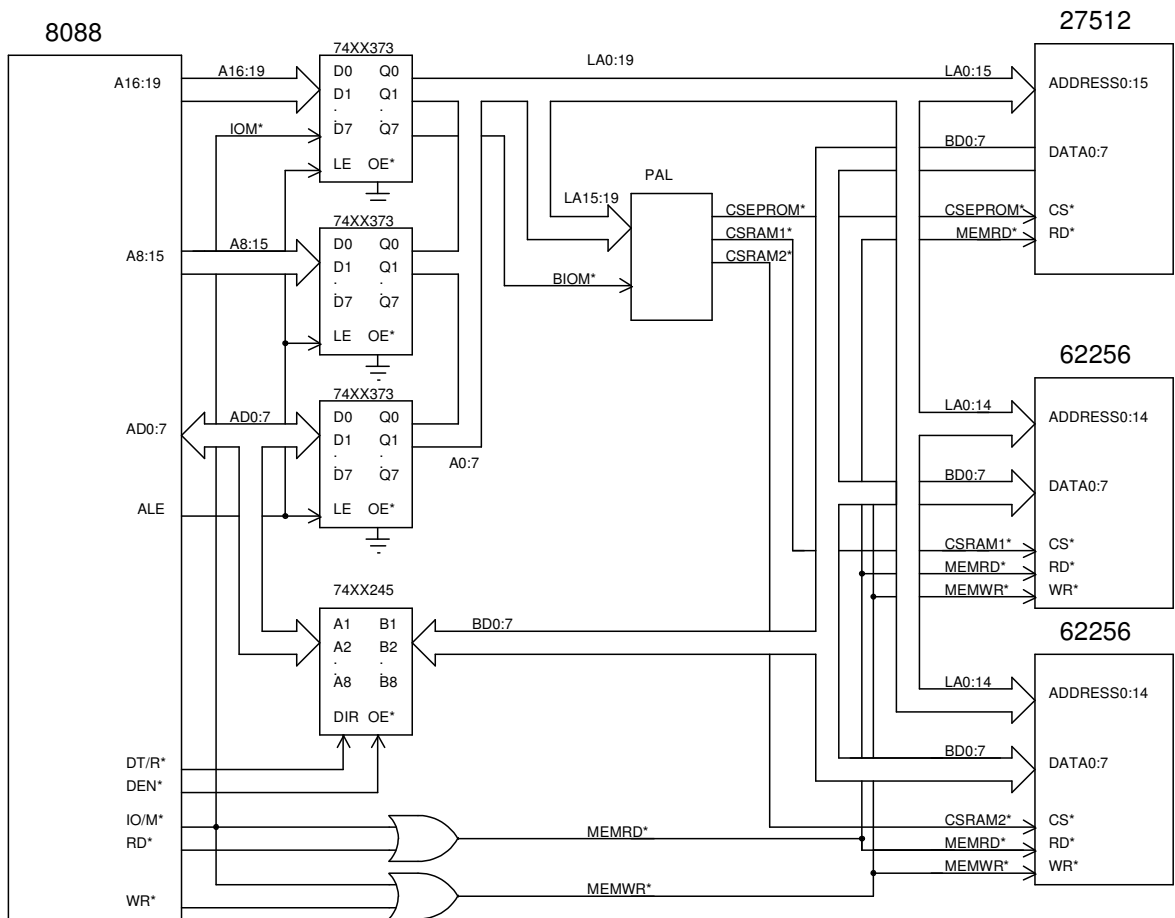 8088
27512
74XX373
A16:19
A16:19
D0 Q0
D1 Q1
. .
. .
D7 Q7
LE OE*
LA0:19
LA0:15
ADDRESS0:15
IOM*
BD0:7
DATA0:7
PAL
LA15:19
CSEPROM*
CSRAM1*
CSRAM2*
BIOM*
CSEPROM*
CS*
MEMRD*
RD*
74XX373
A8:15
A8:15
D0 Q0
D1 Q1
. .
. .
D7 Q7
LE OE*
62256
74XX373
AD0:7
AD0:7
D0 Q0
D1 Q1
. .
. .
D7 Q7
LE OE*
A0:7
ALE
LA0:14
ADDRESS0:14
BD0:7
DATA0:7
CSRAM1*
CS*
MEMRD*
RD*
MEMWR*
WR*
74XX245
A1 B1
A2 B2
. .
. .
A8 B8
DIR OE*
BD0:7
62256
LA0:14
ADDRESS0:14
BD0:7
DATA0:7
DT/R*
DEN*
IO/M*
RD*
MEMRD*
CSRAM2*
CS*
MEMRD*
RD*
MEMWR*
WR*
WR*
MEMWR*